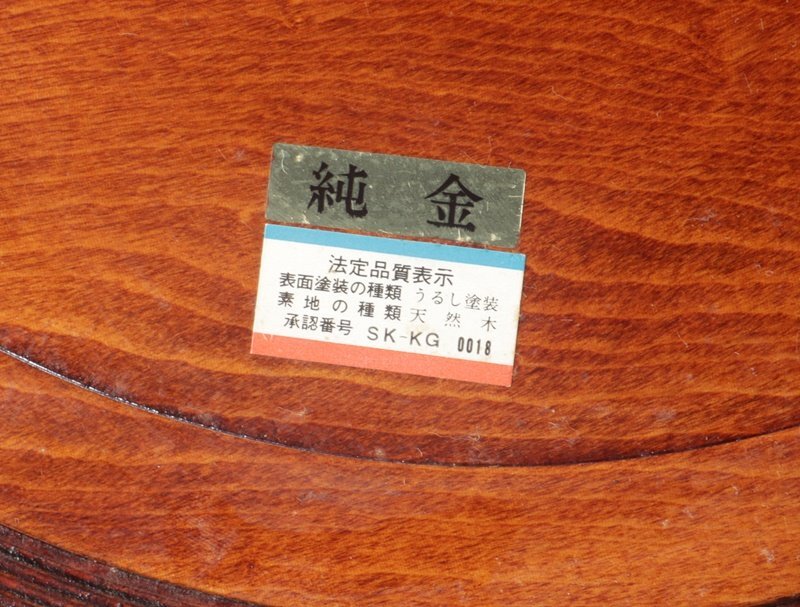 純金
法定品質表示
表面塗装の種類 うるし塗装
素地の種類 天然木
承認番号 SK-KG 0018